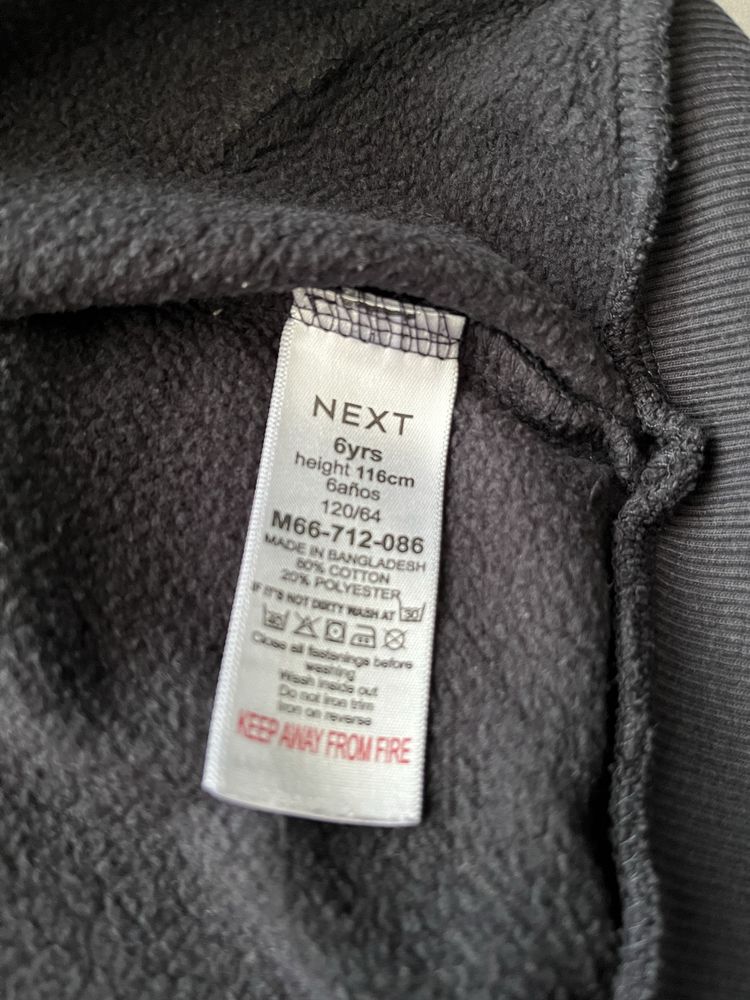 NEXT
6yrs
height 116cm
6años
120/64
M66-712-086
MADE IN BANGLADESH
80% COTTON
20% POLYESTER
IF IT'S NOT DIRTY WASH AT 30
40
Close all fastenings before
washing
Wash inside out
Do not iron trim
Iron on reverse
KEEP AWAY FROM FIRE